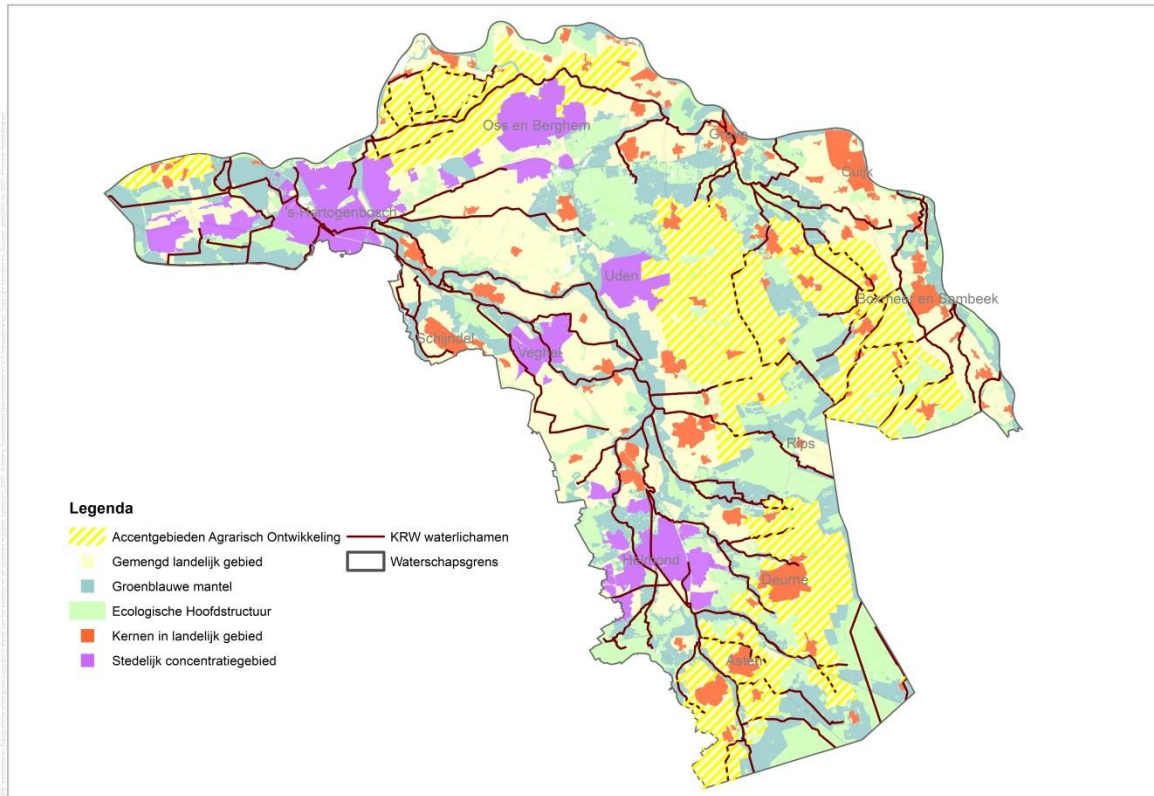 Oss en Berghem
Grave
Cuijk
's-Hertogenbosch
Uden
Boxmeer en Sambeek
Schijndel
Veghel
Rips
Helmond
Deurne
Asten
Legenda
Accentgebieden Agrarisch Ontwikkeling
Gemengd landelijk gebied
Groenblauwe mantel
Ecologische Hoofdstructuur
Kernen in landelijk gebied
Stedelijk concentratiegebied
KRW waterlichamen
Waterschapsgrens